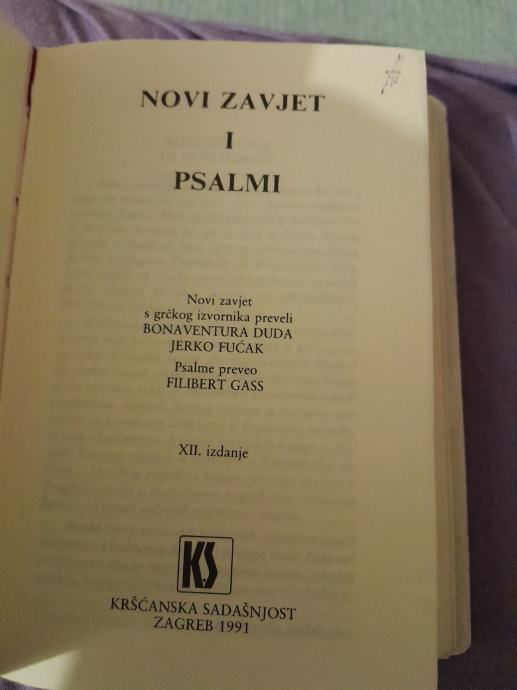 NOVI ZAVJET
I
PSALMI
Novi zavjet
s grčkog izvornika preveli
BONAVENTURA DUDA
JERKO FUĆAK
Psalme preveo
FILIBERT GASS
XII. izdanje
KS
KRŠĆANSKA SADAŠNJOST
ZAGREB 1991